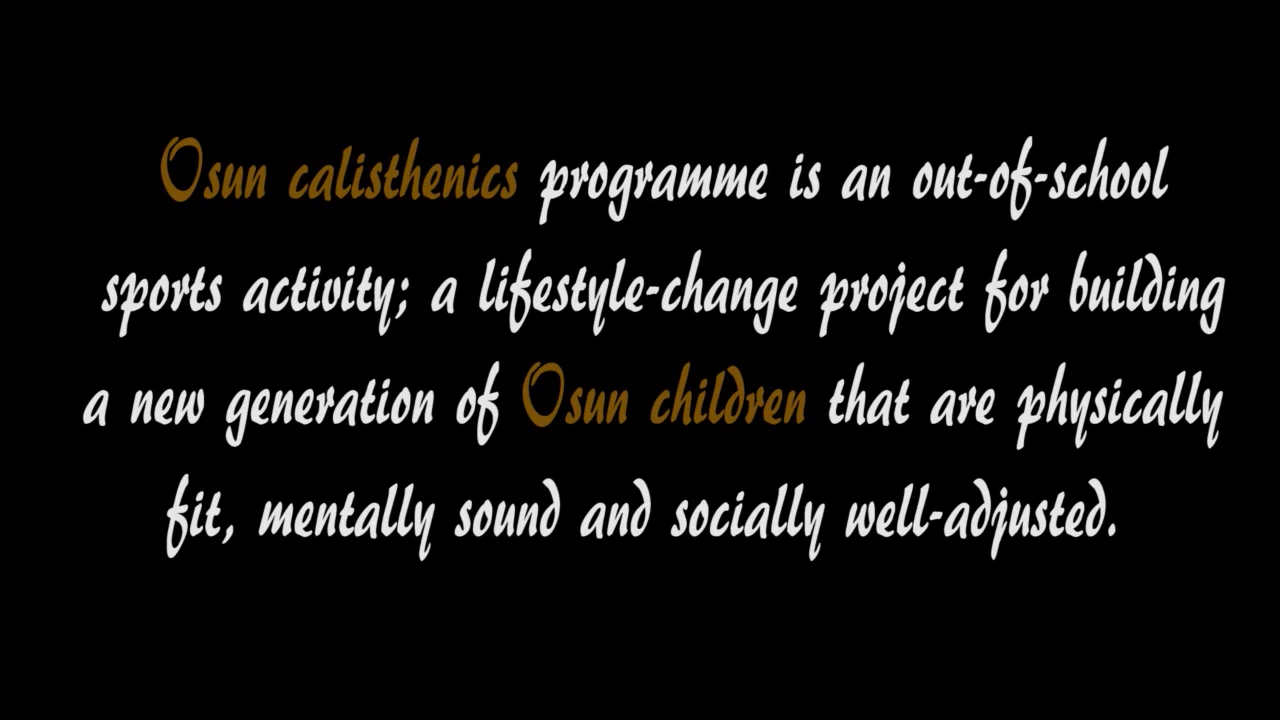 Osun calisthenics programme is an out-of-school
sports activity; a lifestyle-change project for building
a new generation of Osun children that are physically
fit, mentally sound and socially well-adjusted.